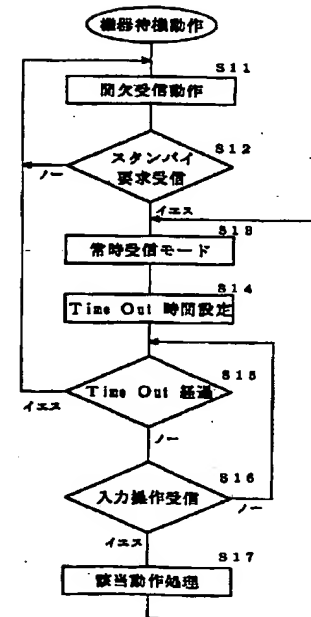 機器待機動作
S11
間欠受信動作
S12
スタンバイ
要求受信
ノー
イエス
S13
常時受信モード
S14
Time Out 時間設定
S15
Time Out 経過
イエス
ノー
S16
入力操作受信
ノー
イエス
S17
該当動作処理